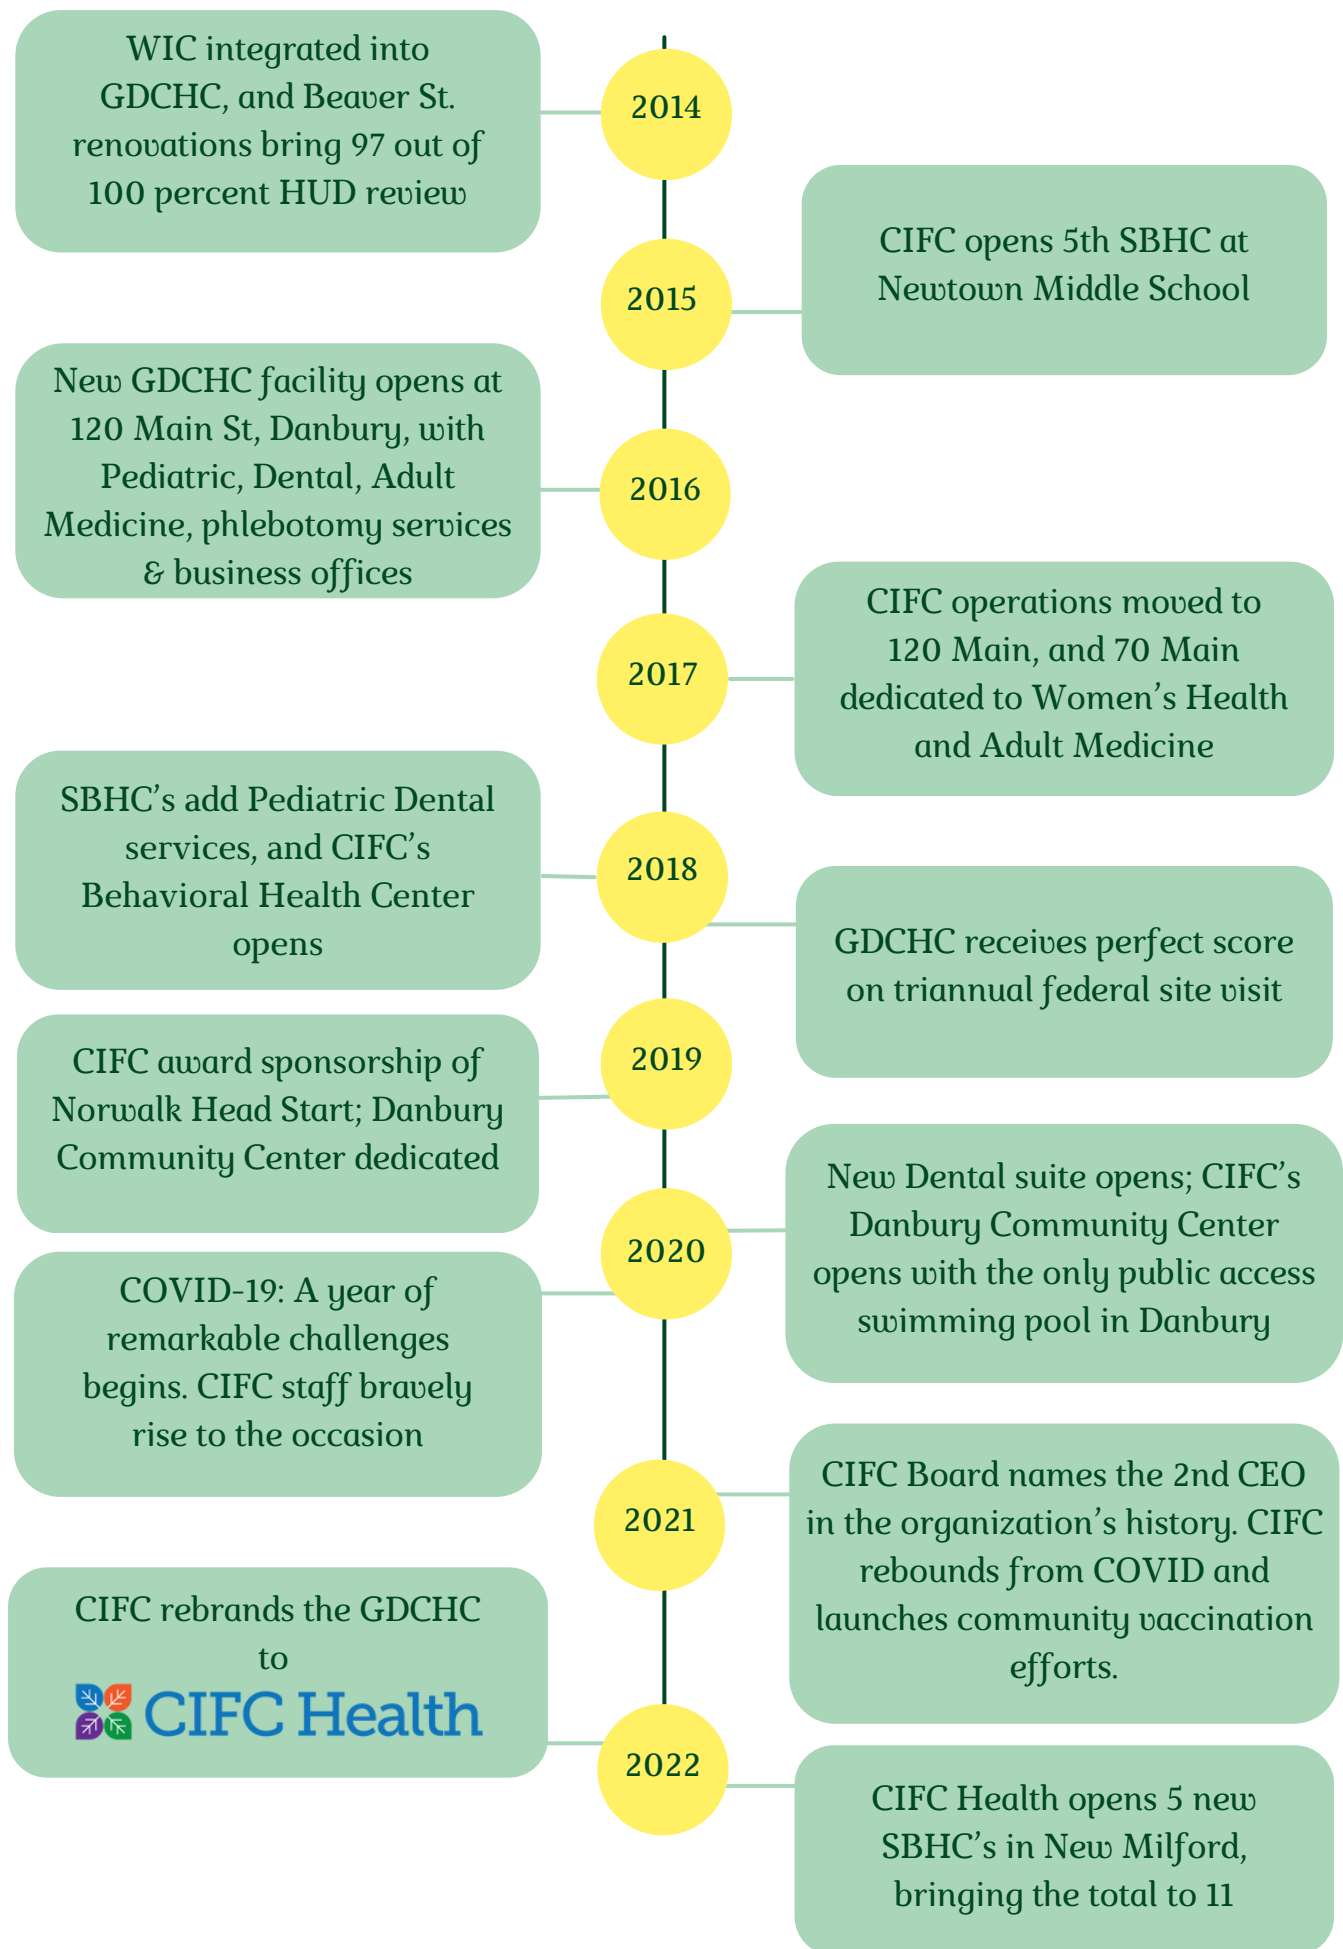 WIC integrated into
GDCHC, and Beaver St.
renovations bring 97 out of
100 percent HUD review
2014
CIFC opens 5th SBHC at
Newtown Middle School
2015
New GDCHC facility opens at
120 Main St, Danbury, with
Pediatric, Dental, Adult
Medicine, phlebotomy services
& business offices
2016
CIFC operations moved to
120 Main, and 70 Main
dedicated to Women’s Health
and Adult Medicine
2017
SBHC’s add Pediatric Dental
services, and CIFC’s
Behavioral Health Center
opens
2018
GDCHC receives perfect score
on triannual federal site visit
CIFC award sponsorship of
Norwalk Head Start; Danbury
Community Center dedicated
2019
New Dental suite opens; CIFC’s
Danbury Community Center
opens with the only public access
swimming pool in Danbury
2020
COVID-19: A year of
remarkable challenges
begins. CIFC staff bravely
rise to the occasion
CIFC Board names the 2nd CEO
in the organization’s history. CIFC
rebounds from COVID and
launches community vaccination
efforts.
2021
CIFC rebrands the GDCHC
to
CIFC Health
2022
CIFC Health opens 5 new
SBHC’s in New Milford,
bringing the total to 11